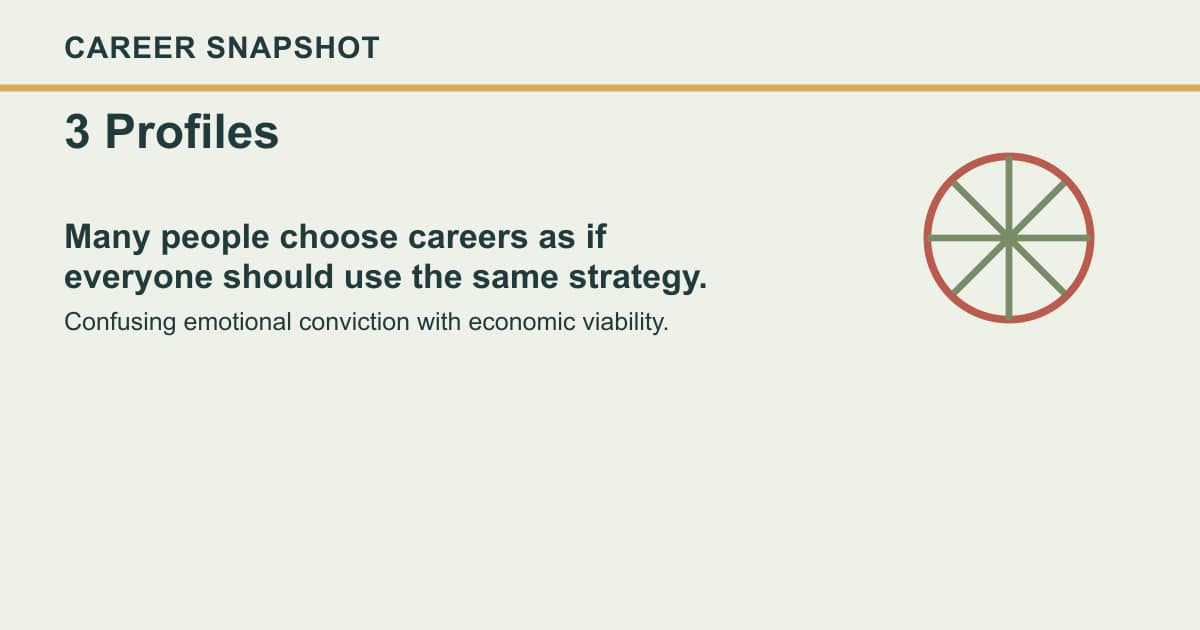 CAREER SNAPSHOT
3 Profiles
Many people choose careers as if
everyone should use the same strategy.
Confusing emotional conviction with economic viability.